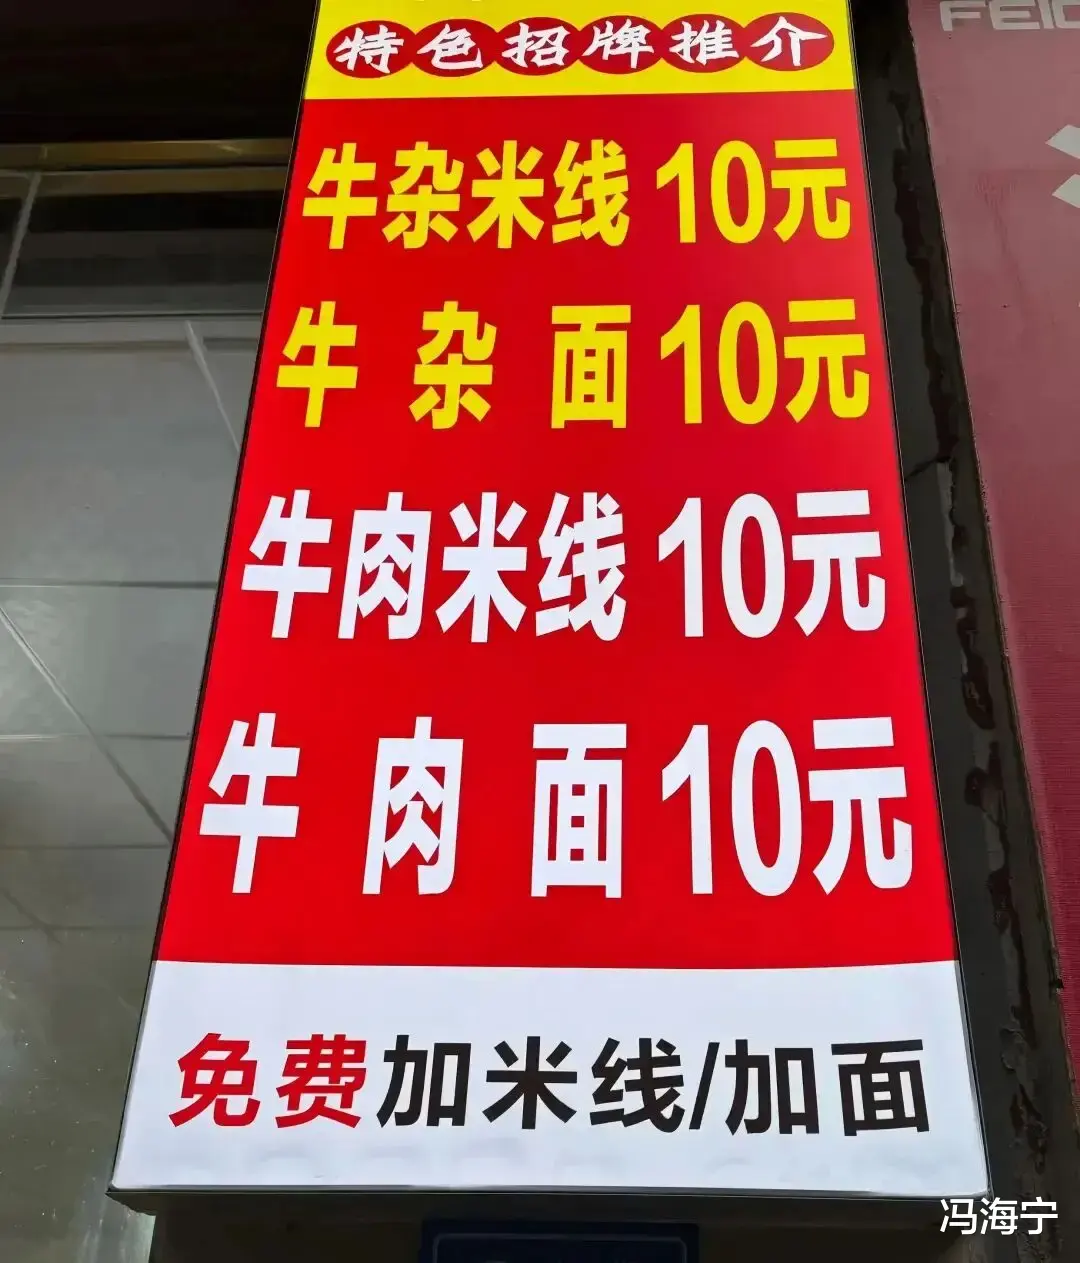 特色招牌推介
牛杂米线 10元
牛杂面 10元
牛肉米线 10元
牛肉面 10元
免费加米线/加面
冯海宁